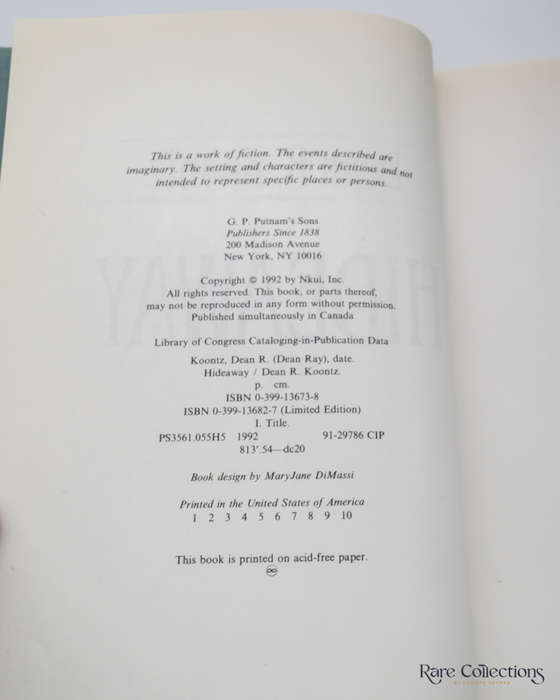 This is a work of fiction. The events described are
imaginary. The setting and characters are fictitious and not
intended to represent specific places or persons.
G. P. Putnam's Sons
Publishers Since 1838
200 Madison Avenue
New York, NY 10016
Copyright © 1992 by Nkui, Inc.
All rights reserved. This book, or parts thereof,
may not be reproduced in any form without permission.
Published simultaneously in Canada
Library of Congress Cataloging-in-Publication Data
Koontz, Dean R. (Dean Ray), date.
Hideaway / Dean R. Koontz.
p. cm.
ISBN 0-399-13673-8
ISBN 0-399-13682-7 (Limited Edition)
I. Title.
PS3561.O55H5 1992 91-29786 CIP
813'.54—dc20
Book design by MaryJane DiMassi
Printed in the United States of America
1 2 3 4 5 6 7 8 9 10
This book is printed on acid-free paper.
Rare Collections